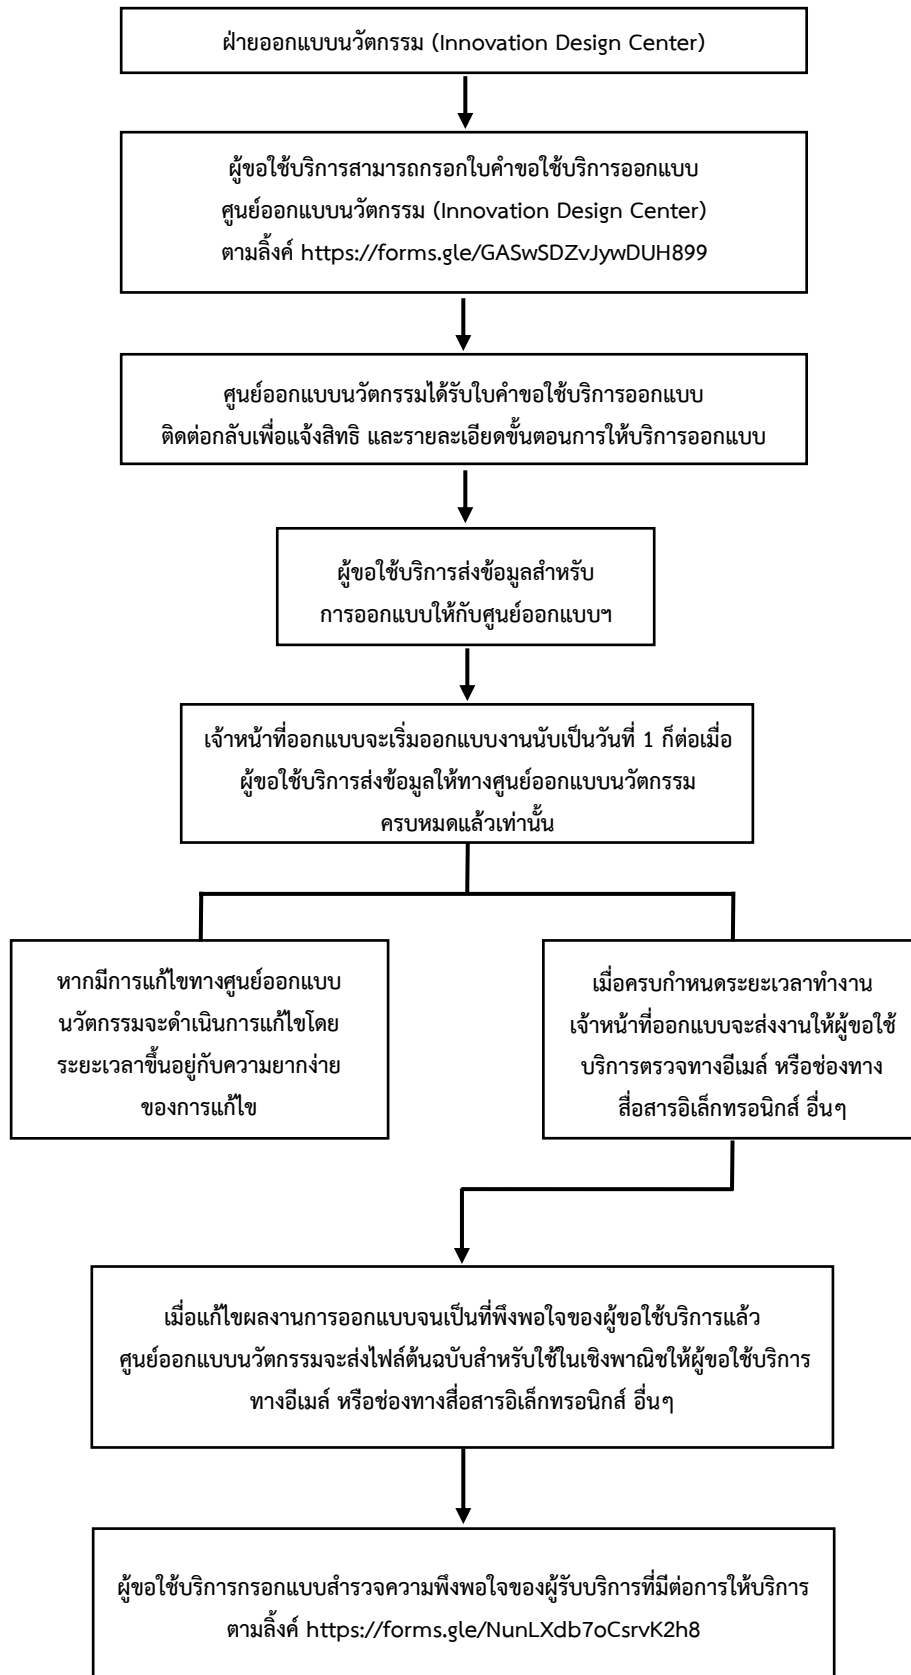 ฝ่ายออกแบบนวัตกรรม (Innovation Design Center)
ผู้ขอใช้บริการสามารถกรอกใบคำขอใช้บริการออกแบบ
ศูนย์ออกแบบนวัตกรรม (Innovation Design Center)
ตามลิ้งค์ https://forms.gle/GASwSDZvJywDUH899
ศูนย์ออกแบบนวัตกรรมได้รับใบคำขอใช้บริการออกแบบ
ติดต่อกลับเพื่อแจ้งสิทธิ และรายละเอียดขั้นตอนการให้บริการออกแบบ
ผู้ขอใช้บริการส่งข้อมูลสำหรับ
การออกแบบให้กับศูนย์ออกแบบฯ
เจ้าหน้าที่ออกแบบจะเริ่มออกแบบงานนับเป็นวันที่ 1 ก็ต่อเมื่อ
ผู้ขอใช้บริการส่งข้อมูลให้ทางศูนย์ออกแบบนวัตกรรม
ครบหมดแล้วเท่านั้น
หากมีการแก้ไขทางศูนย์ออกแบบ
นวัตกรรมจะดำเนินการแก้ไขโดย
ระยะเวลาขึ้นอยู่กับความยากง่าย
ของการแก้ไข
เมื่อครบกำหนดระยะเวลาทำงาน
เจ้าหน้าที่ออกแบบจะส่งงานให้ผู้ขอใช้
บริการตรวจทางอีเมล์ หรือช่องทาง
สื่อสารอิเล็กทรอนิกส์ อื่นๆ
เมื่อแก้ไขผลงานการออกแบบจนเป็นที่พึงพอใจของผู้ขอใช้บริการแล้ว
ศูนย์ออกแบบนวัตกรรมจะส่งไฟล์ต้นฉบับสำหรับใช้ในเชิงพาณิชให้ผู้ขอใช้บริการ
ทางอีเมล์ หรือช่องทางสื่อสารอิเล็กทรอนิกส์ อื่นๆ
ผู้ขอใช้บริการกรอกแบบสำรวจความพึงพอใจของผู้รับบริการที่มีต่อการให้บริการ
ตามลิ้งค์ https://forms.gle/NunLXdb7oCsrvK2h8